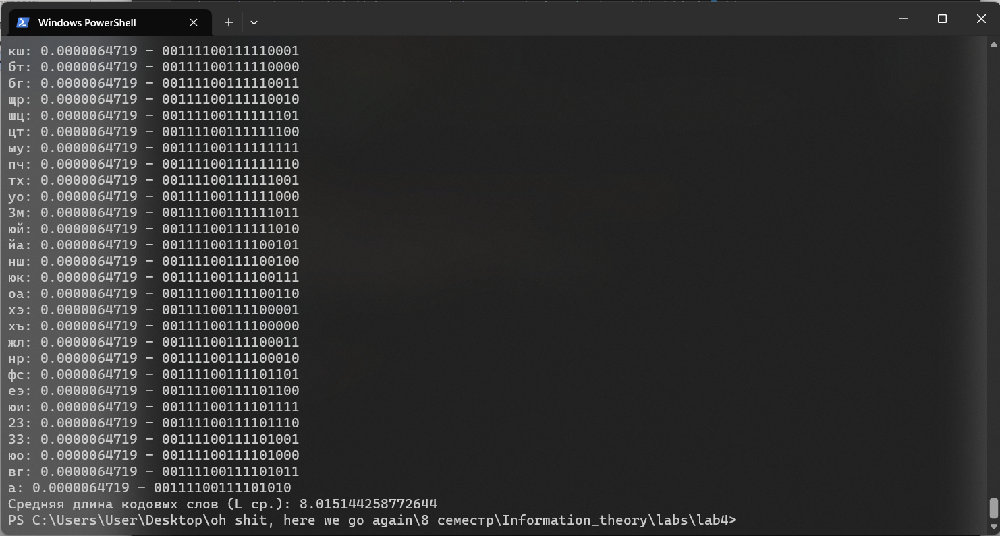 Windows PowerShell
кш: 0.0000064719 - 00111100111110001
бт: 0.0000064719 - 00111100111110000
бг: 0.0000064719 - 00111100111110011
щр: 0.0000064719 - 00111100111110010
шц: 0.0000064719 - 00111100111111101
цт: 0.0000064719 - 00111100111111100
ыу: 0.0000064719 - 00111100111111111
пч: 0.0000064719 - 00111100111111110
тх: 0.0000064719 - 00111100111111001
уо: 0.0000064719 - 00111100111111000
3м: 0.0000064719 - 00111100111111011
юй: 0.0000064719 - 00111100111111010
йа: 0.0000064719 - 00111100111100101
нш: 0.0000064719 - 00111100111100100
юк: 0.0000064719 - 00111100111100111
оа: 0.0000064719 - 00111100111100110
хэ: 0.0000064719 - 00111100111100001
хъ: 0.0000064719 - 00111100111100000
жл: 0.0000064719 - 00111100111100011
нр: 0.0000064719 - 00111100111100010
фс: 0.0000064719 - 00111100111101101
еэ: 0.0000064719 - 00111100111101100
юи: 0.0000064719 - 00111100111101111
23: 0.0000064719 - 00111100111101110
33: 0.0000064719 - 00111100111101001
юо: 0.0000064719 - 00111100111101000
вг: 0.0000064719 - 00111100111101011
а: 0.0000064719 - 00111100111101010
Средняя длина кодовых слов (L ср.): 8.015144258772644
PS C:\Users\User\Desktop\oh shit, here we go again\8 семестр\Information_theory\labs\lab4>